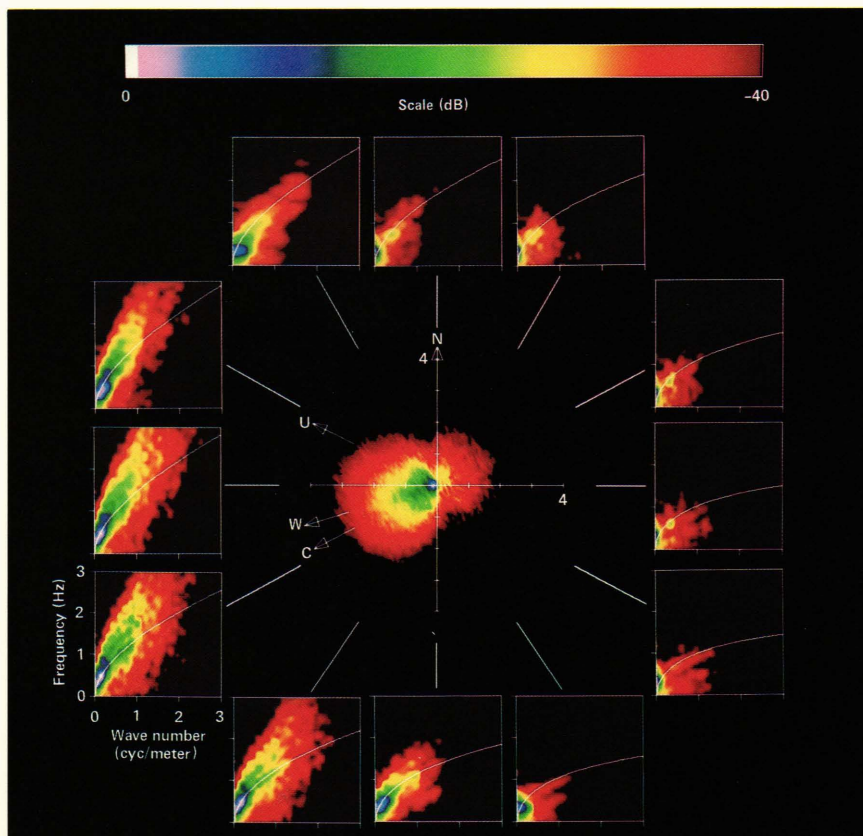 0 -40
Scale (dB)
N
4
U
4
W
C
3
2
1
0
Frequency (Hz)
0 1 2 3
Wave number
(cyc/meter)